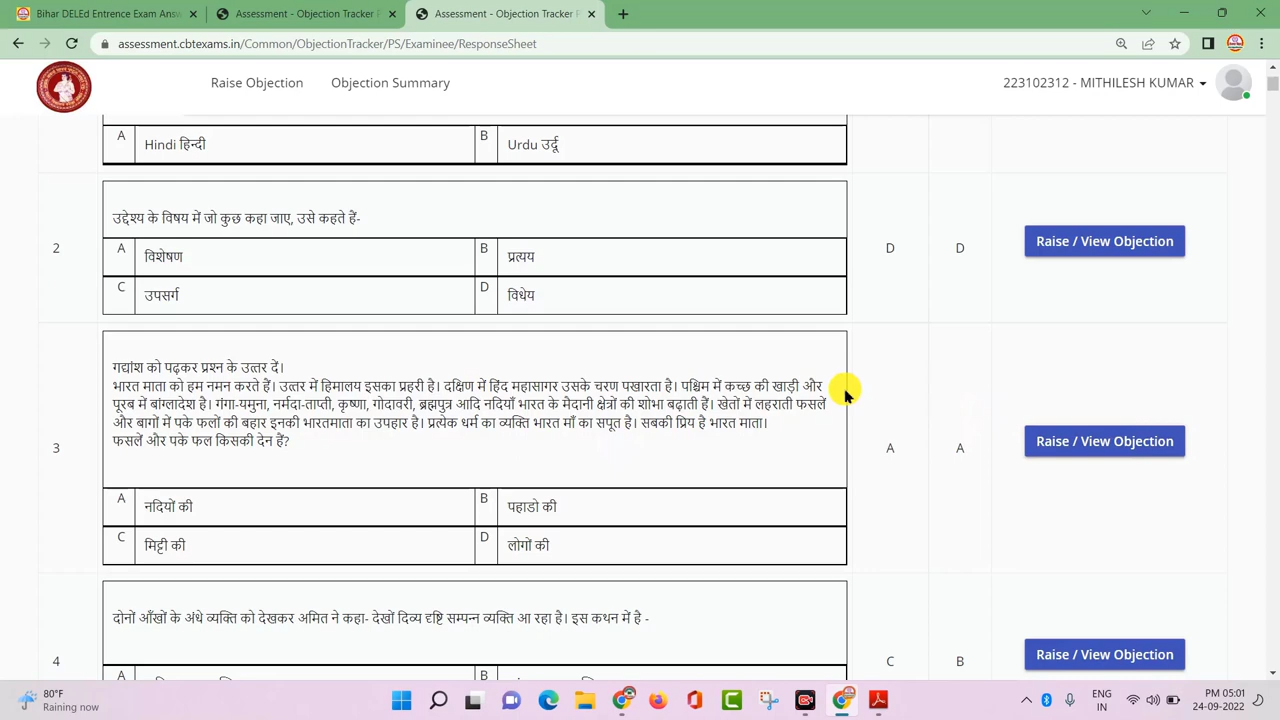 Bihar DELEd Entrence Exam Answ
Assessment - Objection Tracker P
Assessment - Objection Tracker P
assessment.cbtexams.in/Common/ObjectionTracker/PS/Examinee/ResponseSheet
Raise Objection
Objection Summary
223102312 - MITHILESH KUMAR
A
Hindi हिन्दी
B
Urdu उर्दू
2
उद्देश्य के विषय में जो कुछ कहा जाए, उसे कहते हैं-
A
विशेषण
B
प्रत्यय
C
उपसर्ग
D
विधेय
D
D
Raise / View Objection
3
गद्यांश को पढ़कर प्रश्न के उत्तर दें।
भारत माता को हम नमन करते हैं। उत्तर में हिमालय इसका प्रहरी है। दक्षिण में हिंद महासागर उसके चरण पखारता है। पश्चिम में कच्छ की खाड़ी और
पूरब में बांग्लादेश है। गंगा-यमुना, नर्मदा-ताप्ती, कृष्णा, गोदावरी, ब्रह्मपुत्र आदि नदियाँ भारत के मैदानी क्षेत्रों की शोभा बढ़ाती हैं। खेतों में लहराती फसलें
और बागों में पके फलों की बहार इनकी भारतमाता का उपहार है। प्रत्येक धर्म का व्यक्ति भारत माँ का सपूत है। सबकी प्रिय है भारत माता।
फसलें और पके फल किसकी देन हैं?
A
नदियों की
B
पहाडो की
C
मिट्टी की
D
लोगों की
A
A
Raise / View Objection
4
दोनों आँखों के अंधे व्यक्ति को देखकर अमित ने कहा- देखों दिव्य दृष्टि सम्पन्न व्यक्ति आ रहा है। इस कथन में है -
A
B
C
B
Raise / View Objection
80°F
Raining now
ENG
IN
PM 05:01
24-09-2022